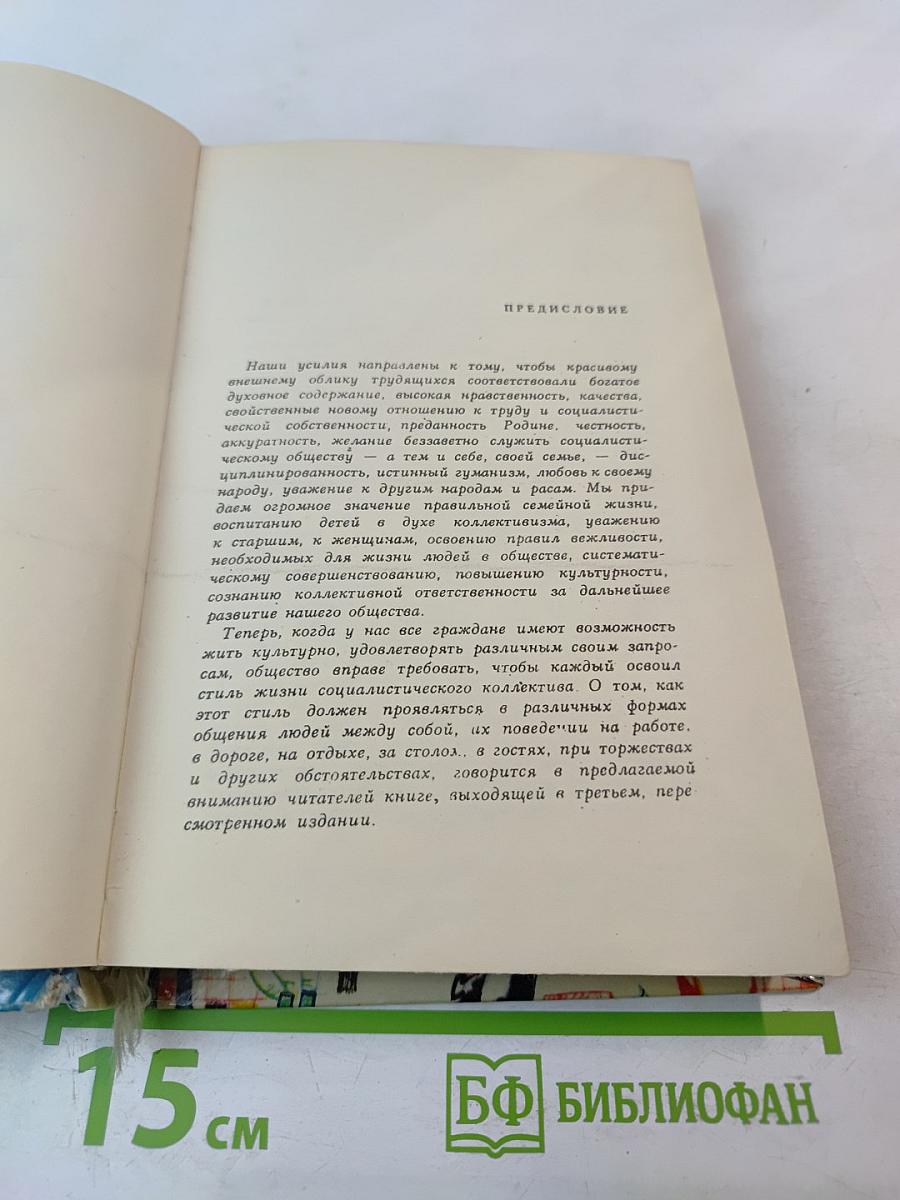 ПРЕДИСЛОВИЕ
Наши усилия направлены к тому, чтобы красивому
внешнему облику трудящихся соответствовали богатое
духовное содержание, высокая нравственность, качества,
свойственные новому отношению к труду и социалисти-
ческой собственности, преданность Родине, честность,
аккуратность, желание беззаветно служить социалисти-
ческому обществу — а тем и себе, своей семье, — дис-
циплинированность, истинный гуманизм, любовь к своему
народу, уважение к другим народам и расам. Мы при-
даем огромное значение правильной семейной жизни,
воспитанию детей в духе коллективизма, уважению
к старшим, к женщинам, освоению правил вежливости,
необходимых для жизни людей в обществе, системати-
ческому совершенствованию, повышению культурности,
сознанию коллективной ответственности за дальнейшее
развитие нашего общества.
Теперь, когда у нас все граждане имеют возможность
жить культурно, удовлетворять различным своим запро-
сам, общество вправе требовать, чтобы каждый освоил
стиль жизни социалистического коллектива. О том, как
этот стиль должен проявляться в различных формах
общения людей между собой, их поведении на работе,
в дороге, на отдыхе, за столом, в гостях, при торжествах
и других обстоятельствах, говорится в предлагаемой
вниманию читателей книге, выходящей в третьем, пере-
смотренном издании.
15 см
БФ БИБЛИОФАН